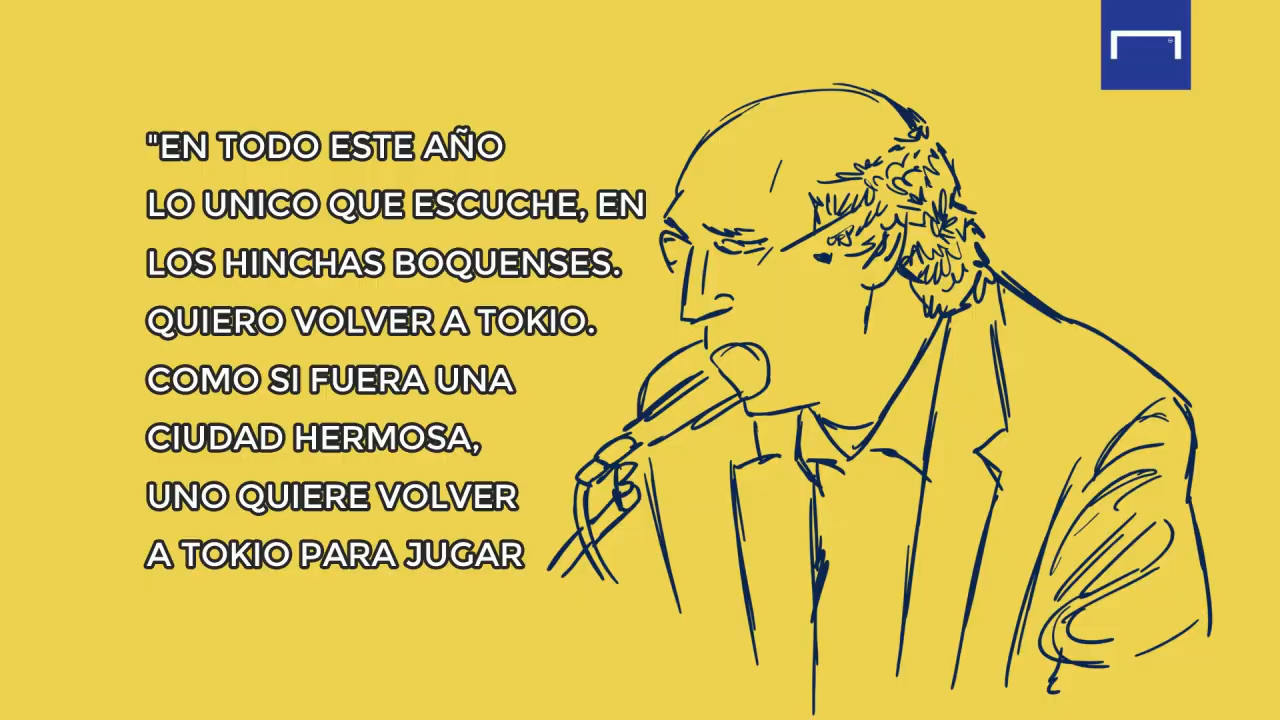 "EN TODO ESTE AÑO
LO UNICO QUE ESCUCHE, EN
LOS HINCHAS BOQUENSES.
QUIERO VOLVER A TOKIO.
COMO SI FUERA UNA
CIUDAD HERMOSA,
UNO QUIERE VOLVER
A TOKIO PARA JUGAR